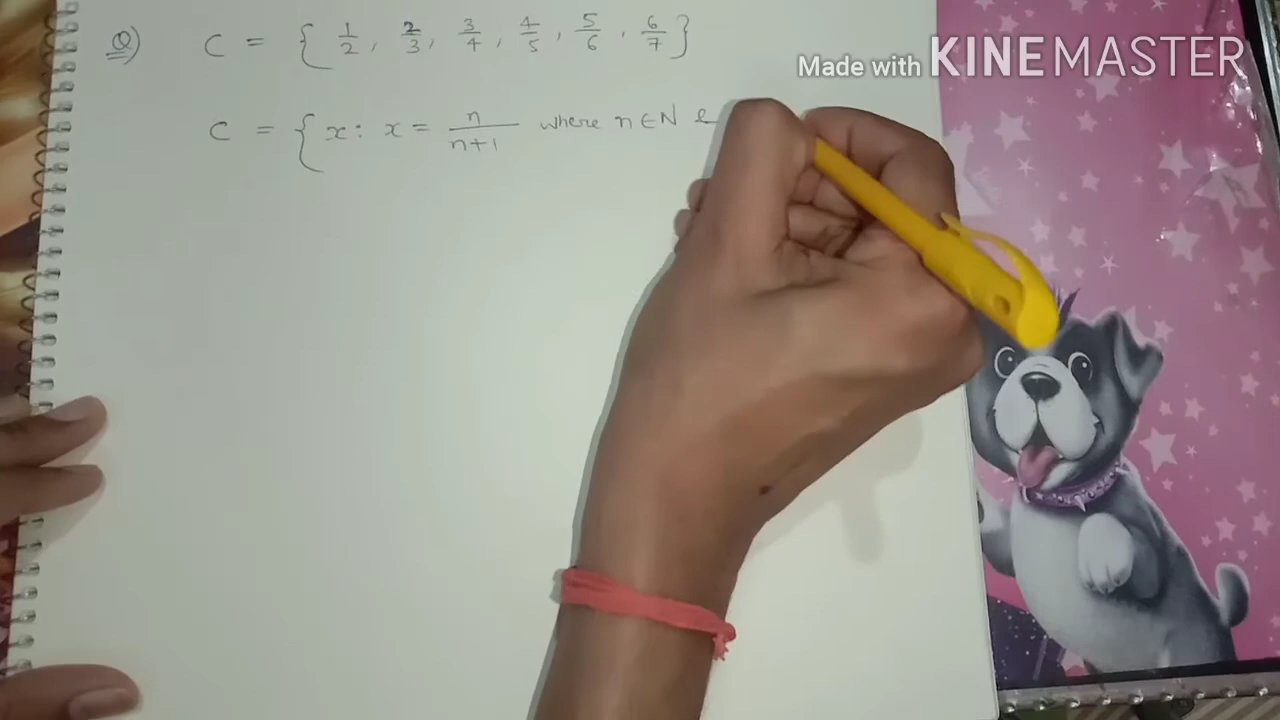 Q) C = { 1/2, 2/3, 3/4, 4/5, 5/6, 6/7 }
Made with KINEMASTER
C = { x : x = n/n+1 where n ∈ N &